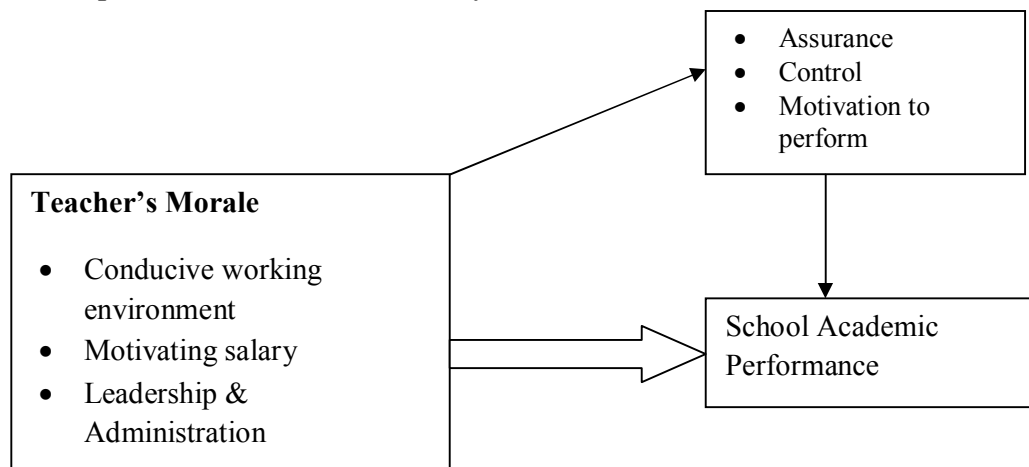 • Assurance
• Control
• Motivation to
perform
Teacher’s Morale
• Conducive working
environment
• Motivating salary
• Leadership &
Administration
School Academic
Performance